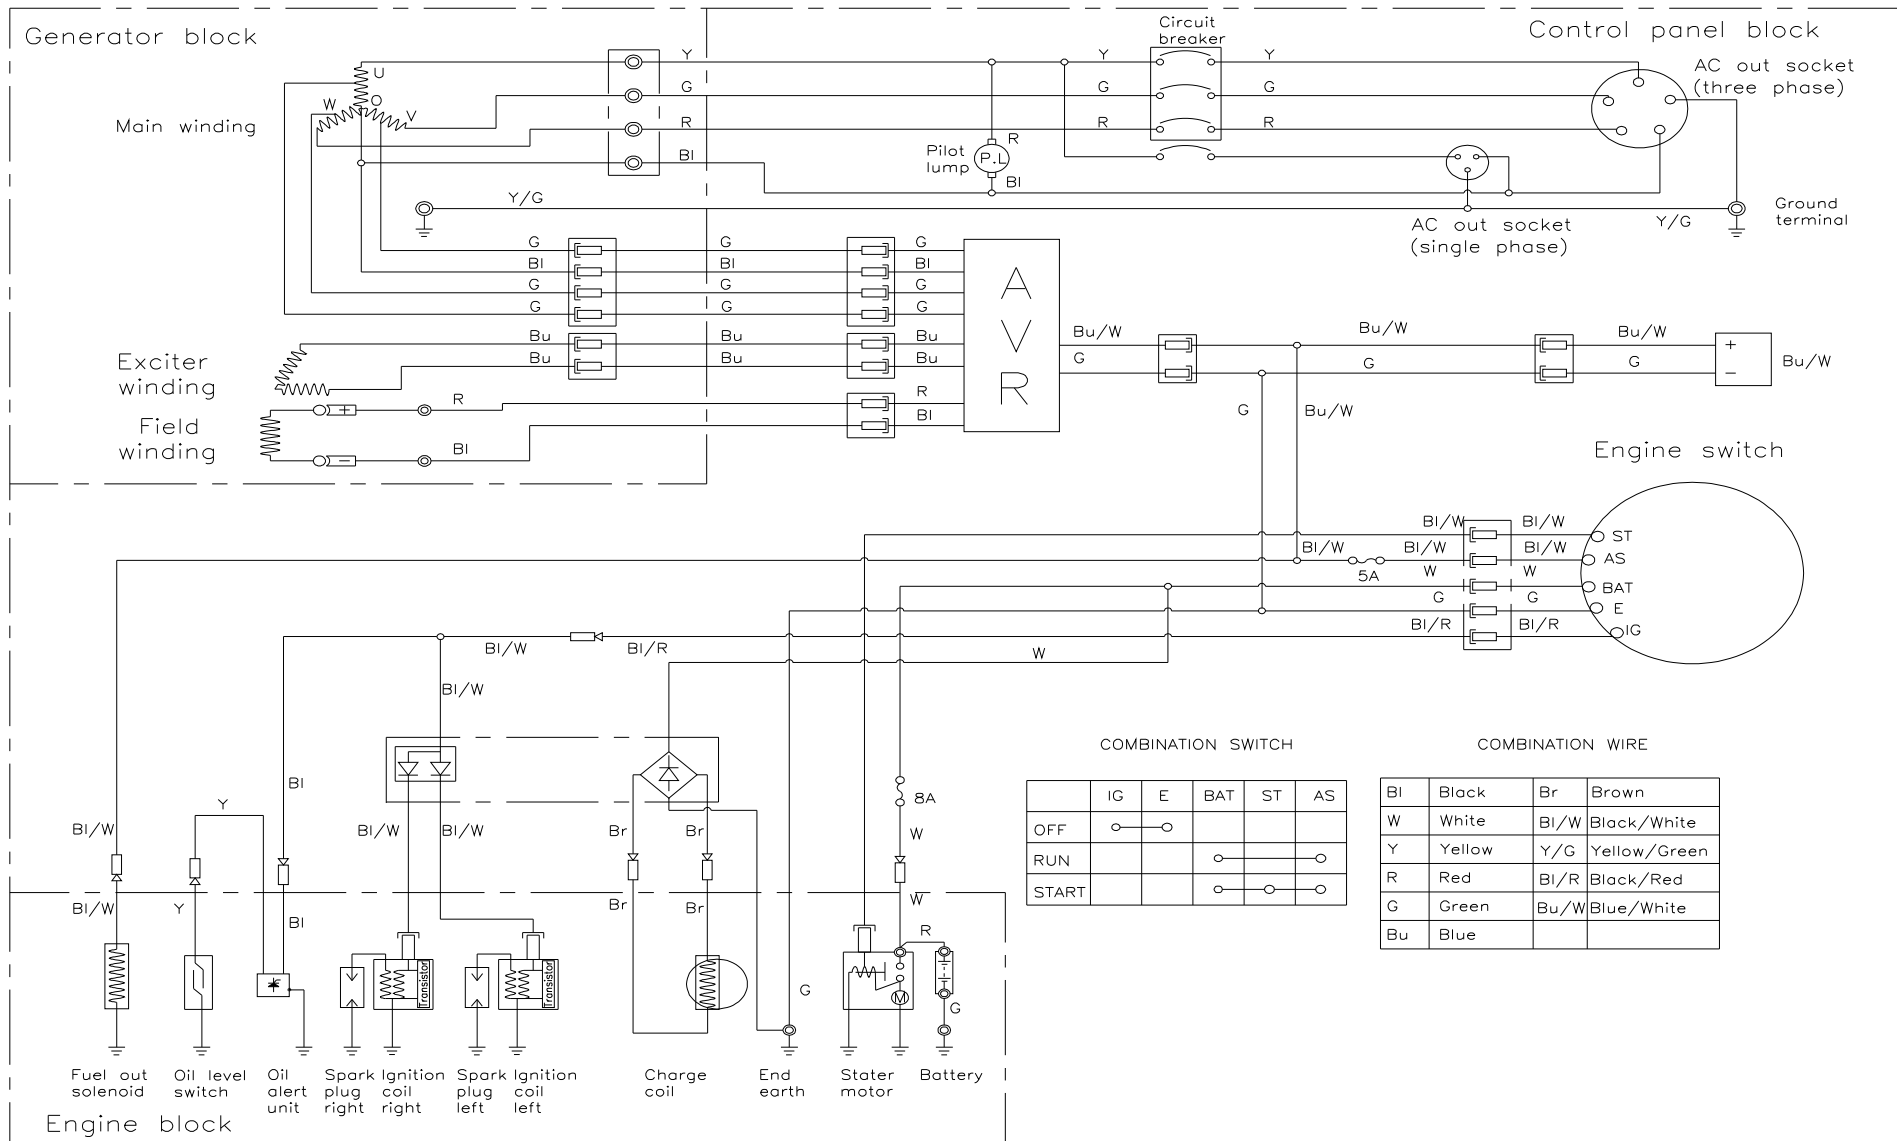 Generator block
Control panel block
Circuit
breaker
Y
Y
Y
AC out socket
(three phase)
U
G
G
G
W
O
V
Main winding
R
R
R
Pilot
lump
P.L
R
Bl
Bl
Y/G
Ground
terminal
Y/G
AC out socket
(single phase)
G
G
G
Bl
Bl
Bl
G
G
G
G
G
G
A
V
R
Bu
Bu
Bu
Bu
Bu
Bu
Exciter
winding
Bu/W
Bu/W
Bu/W
+
Bu/W
G
G
G
−
R
R
+
Field
winding
Bl
Bl
−
G
Bu/W
Engine switch
Bl/W
Bl/W
ST
Bl/W
Bl/W
Bl/W
AS
5A
W
W
BAT
G
G
E
Bl/R
Bl/R
IG
Bl/W
Bl/R
W
Bl/W
Bl
Y
8A
Bl/W
Bl/W
Bl/W
Br
Br
W
Bl/W
Y
Bl
Br
Br
W
R
Transistor
Transistor
M
G
G
Fuel out
solenoid
Oil level
switch
Oil
alert
unit
Spark
plug
right
Ignition
coil
right
Spark
plug
left
Ignition
coil
left
Charge
coil
End
earth
Stater
motor
Battery
Engine block
COMBINATION SWITCH
IG E BAT ST AS
OFF
RUN
START
COMBINATION WIRE
Bl Black Br Brown
W White Bl/W Black/White
Y Yellow Y/G Yellow/Green
R Red Bl/R Black/Red
G Green Bu/W Blue/White
Bu Blue